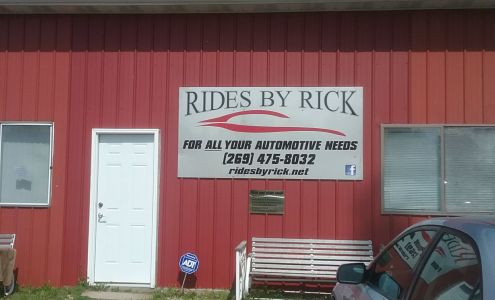 RIDES BY RICK
FOR ALL YOUR AUTOMOTIVE NEEDS
(269) 475-8032
ridesbyrick.net
f
ADT